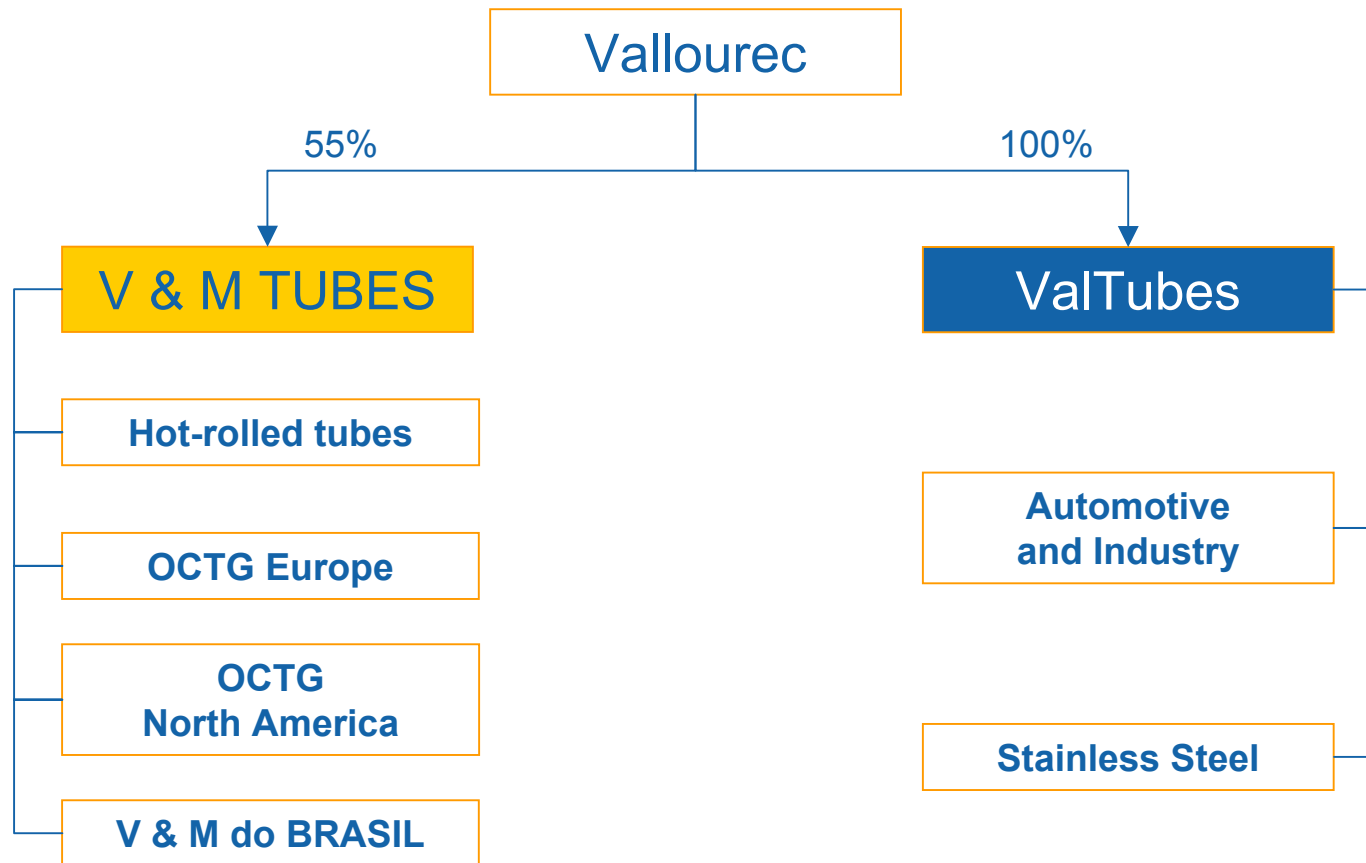 Vallourec
55%
100%
V & M TUBES
ValTubes
Hot-rolled tubes
OCTG Europe
OCTG
North America
V & M do BRASIL
Automotive
and Industry
Stainless Steel